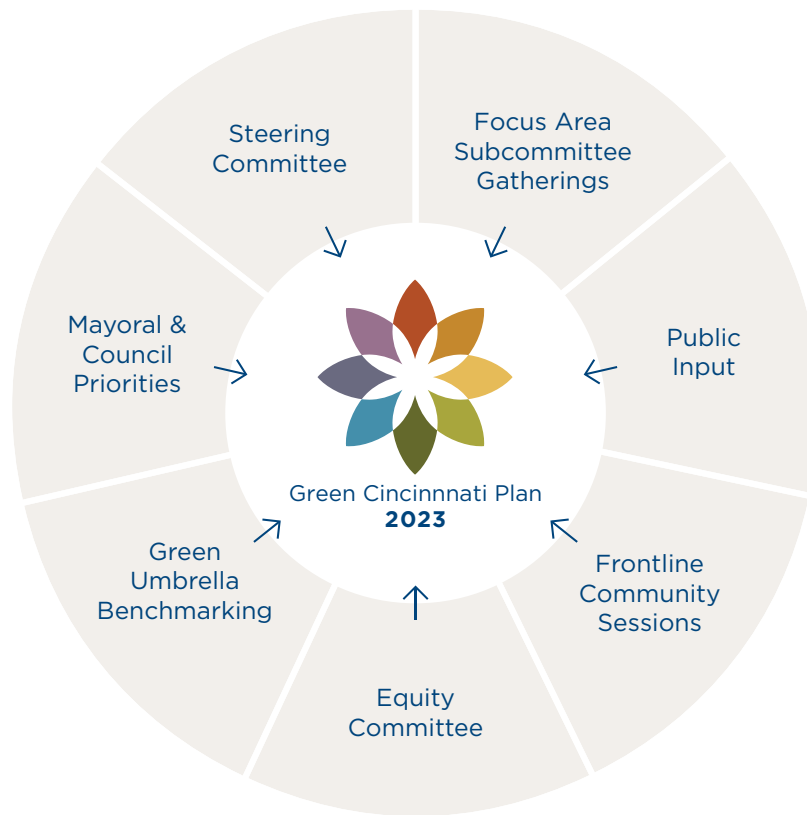 Steering
Committee
Focus Area
Subcommittee
Gatherings
Mayoral &
Council
Priorities
Public
Input
Green Cincinnnati Plan
2023
Green
Umbrella
Benchmarking
Frontline
Community
Sessions
Equity
Committee